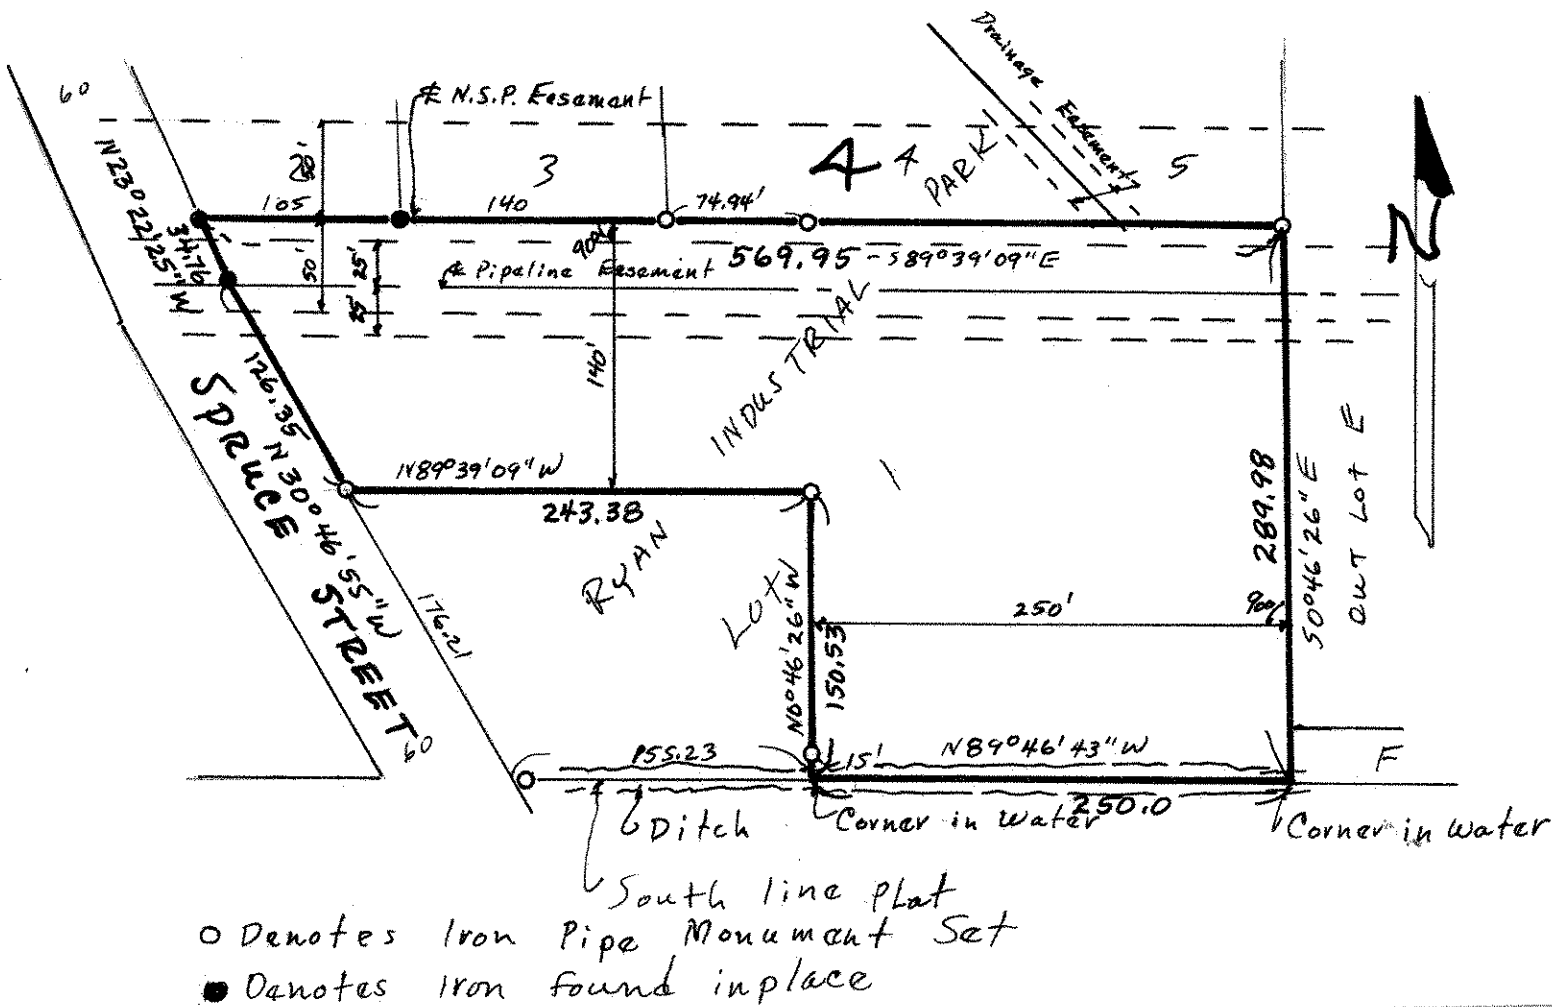 60
Drainage Easement
₠ N.S.P. Easement
3
4
4
PARK
5
N23°22'25"W
34.76
105
140
74.94'
90°
50'
25'
25'
₠ Pipeline Easement
569.95 - S89°39'09"E
N
INDUSTRIAL
140'
126.35
N30°46'55"W
SPRUCE STREET
60
176.21
N89°39'09"W
243.38
RYAN
LOT
1
N0°46'26"W
150.53
250'
90°
289.98
S0°46'26"E
OUT LOT E
155.23
15'
N89°46'43"W
F
250.0
Ditch
Corner in water
Corner in water
South line Plat
O Denotes Iron Pipe Monument Set
● Denotes Iron found inplace